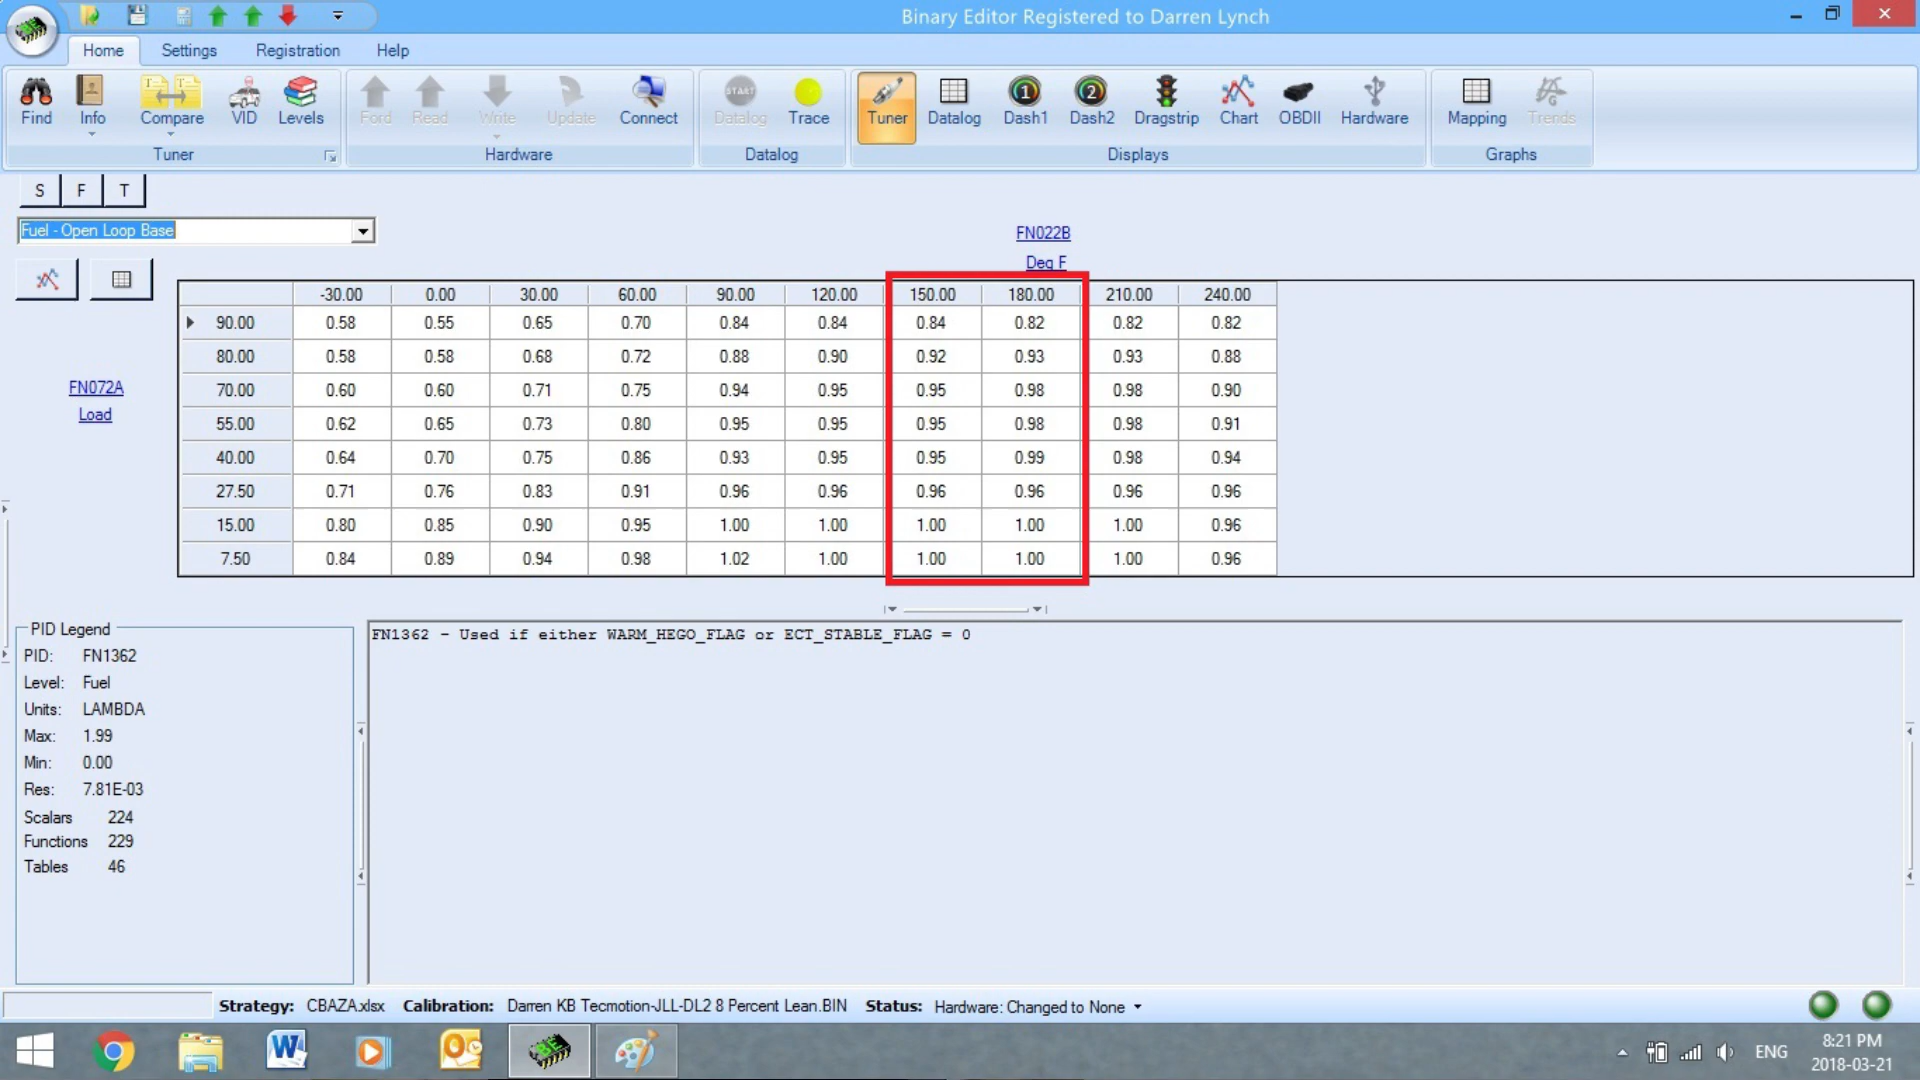 Binary Editor Registered to Darren Lynch
Home Settings Registration Help
Find Info Compare VID Levels Ford Read Write Update Connect START Datalog Trace Tuner Datalog 1 Dash1 2 Dash2 Dragstrip Chart OBDII Hardware Mapping Trends
Tuner Hardware Datalog Displays Graphs
S F T
Fuel - Open Loop Base
FN022B
Deg F
-30.00 0.00 30.00 60.00 90.00 120.00 150.00 180.00 210.00 240.00
90.00 0.58 0.55 0.65 0.70 0.84 0.84 0.84 0.82 0.82 0.82
80.00 0.58 0.58 0.68 0.72 0.88 0.90 0.92 0.93 0.93 0.88
70.00 0.60 0.60 0.71 0.75 0.94 0.95 0.95 0.98 0.98 0.90
55.00 0.62 0.65 0.73 0.80 0.95 0.95 0.95 0.98 0.98 0.91
40.00 0.64 0.70 0.75 0.86 0.93 0.95 0.95 0.99 0.98 0.94
27.50 0.71 0.76 0.83 0.91 0.96 0.96 0.96 0.96 0.96 0.96
15.00 0.80 0.85 0.90 0.95 1.00 1.00 1.00 1.00 1.00 0.96
7.50 0.84 0.89 0.94 0.98 1.02 1.00 1.00 1.00 1.00 0.96
FN072A
Load
PID Legend
PID: FN1362
Level: Fuel
Units: LAMBDA
Max: 1.99
Min: 0.00
Res: 7.81E-03
Scalars 224
Functions 229
Tables 46
FN1362 - Used if either WARM_HEGO_FLAG or ECT_STABLE_FLAG = 0
Strategy: CBAZA.xlsx Calibration: Darren KB Tecmotion-JLL-DL2 8 Percent Lean.BIN Status: Hardware: Changed to None
ENG
8:21 PM
2018-03-21